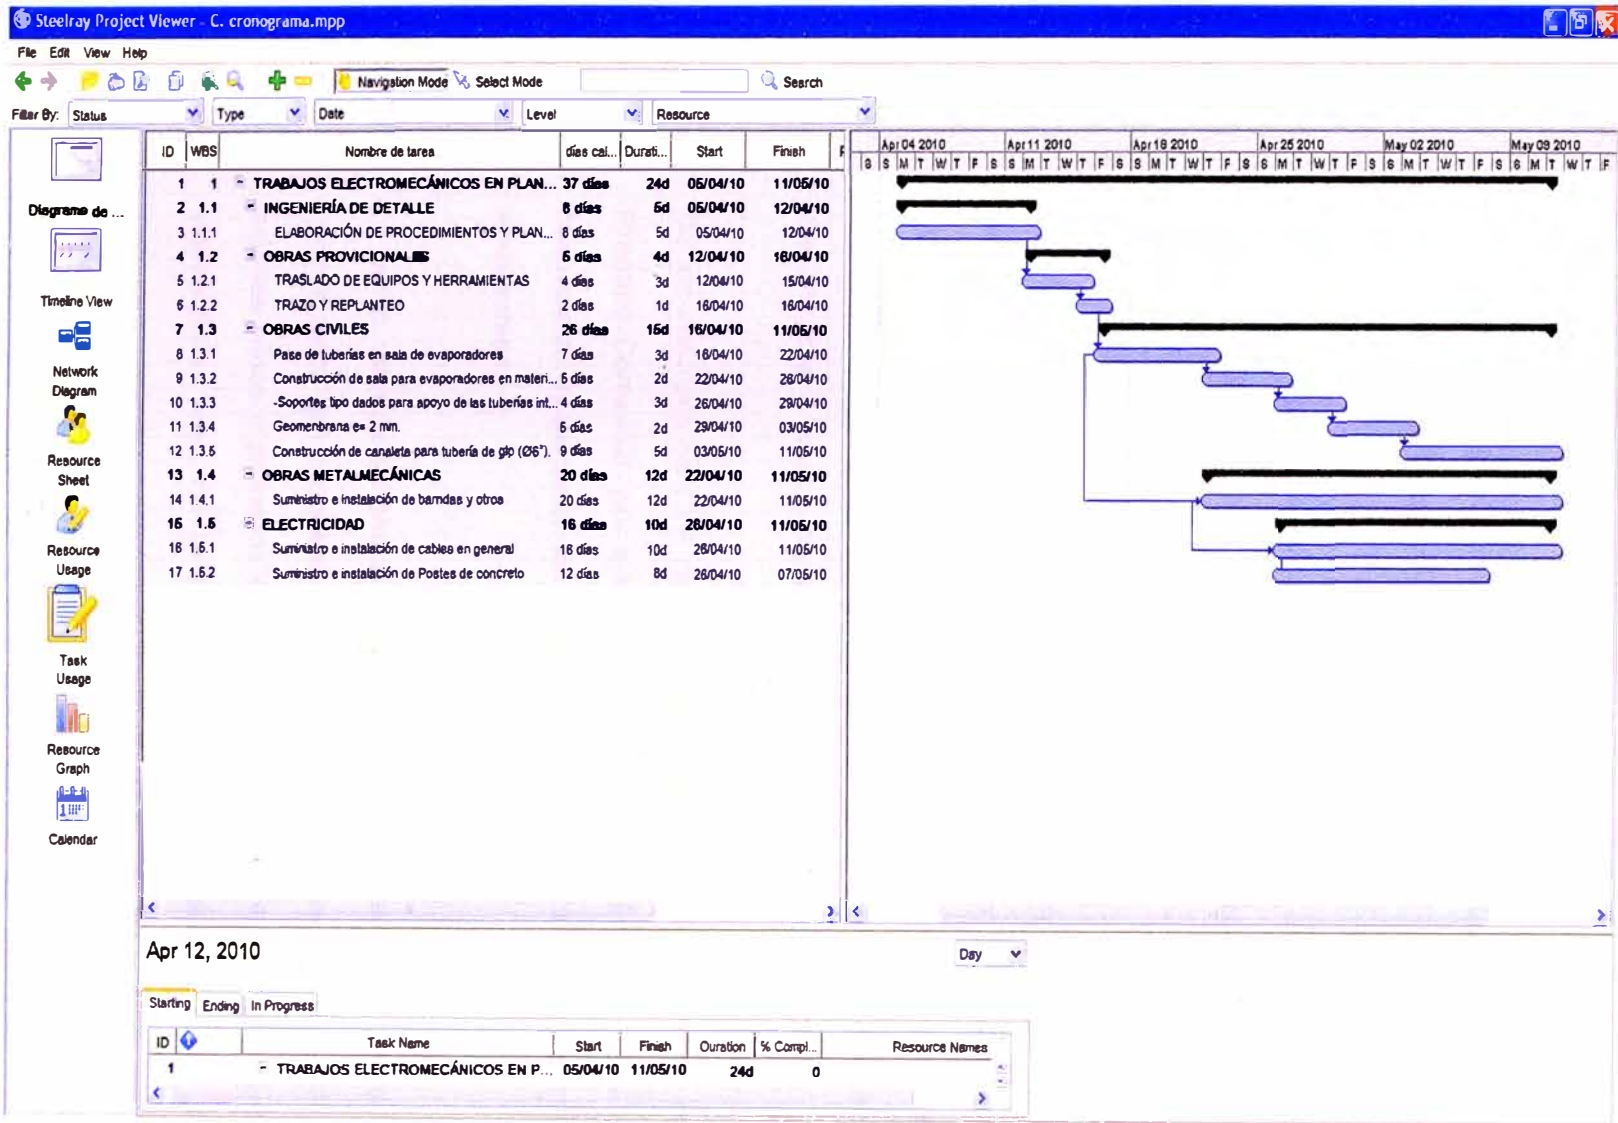 Steelray Project Viewer - C. cronograma.mpp
File Edit View Help
Navigation Mode Select Mode Search
Filter By: Status Type Date Level Resource
ID WBS Nombre de tarea días cal... Durati... Start Finish
Apr 04 2010 Apr 11 2010 Apr 18 2010 Apr 25 2010 May 02 2010 May 09 2010
S S M T W T F S S M T W T F S S M T W T F S S M T W T F S S M T W T F S S M T W T F
1 1 - TRABAJOS ELECTROMECÁNICOS EN PLAN... 37 días 24d 05/04/10 11/05/10
2 1.1 - INGENIERÍA DE DETALLE 8 días 5d 05/04/10 12/04/10
3 1.1.1 ELABORACIÓN DE PROCEDIMIENTOS Y PLAN... 8 días 5d 05/04/10 12/04/10
4 1.2 - OBRAS PROVICIONALES 5 días 4d 12/04/10 16/04/10
5 1.2.1 TRASLADO DE EQUIPOS Y HERRAMIENTAS 4 días 3d 12/04/10 15/04/10
6 1.2.2 TRAZO Y REPLANTEO 2 días 1d 16/04/10 16/04/10
7 1.3 - OBRAS CIVILES 26 días 15d 16/04/10 11/05/10
8 1.3.1 Pase de tuberías en sala de evaporadores 7 días 3d 16/04/10 22/04/10
9 1.3.2 Construcción de sala para evaporadores en materi... 5 días 2d 22/04/10 26/04/10
10 1.3.3 -Soportes tipo dados para apoyo de las tuberías int... 4 días 3d 26/04/10 29/04/10
11 1.3.4 Geomenbrana e= 2 mm. 5 días 2d 29/04/10 03/05/10
12 1.3.5 Construcción de canaleta para tubería de glp (Ø6"). 9 días 5d 03/05/10 11/05/10
13 1.4 - OBRAS METALMECÁNICAS 20 días 12d 22/04/10 11/05/10
14 1.4.1 Suministro e instalación de barndas y otros 20 días 12d 22/04/10 11/05/10
15 1.5 - ELECTRICIDAD 16 días 10d 26/04/10 11/05/10
16 1.5.1 Suministro e instalación de cables en general 16 días 10d 26/04/10 11/05/10
17 1.5.2 Suministro e instalación de Postes de concreto 12 días 8d 26/04/10 07/05/10
Diagrama de ...
Timeline View
Network
Diagram
Resource
Sheet
Resource
Usage
Task
Usage
Resource
Graph
Calendar
Apr 12, 2010 Day
Starting Ending In Progress
ID Task Name Start Finish Duration % Compl... Resource Names
1 - TRABAJOS ELECTROMECÁNICOS EN P... 05/04/10 11/05/10 24d 0